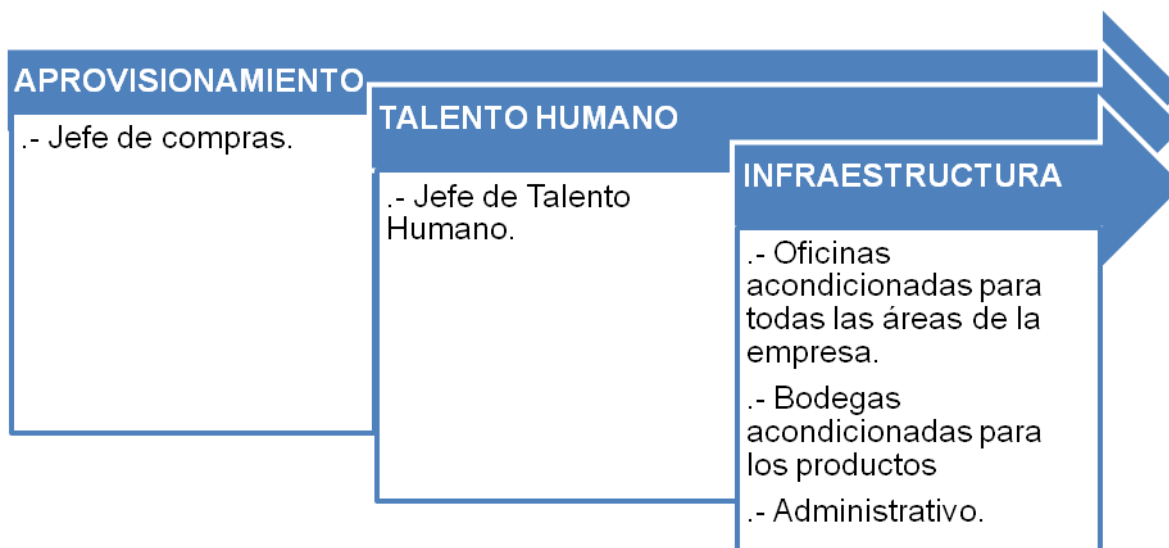 APROVISIONAMIENTO
.- Jefe de compras.
TALENTO HUMANO
.- Jefe de Talento
Humano.
INFRAESTRUCTURA
.- Oficinas
acondicionadas para
todas las áreas de la
empresa.
.- Bodegas
acondicionadas para
los productos
.- Administrativo.